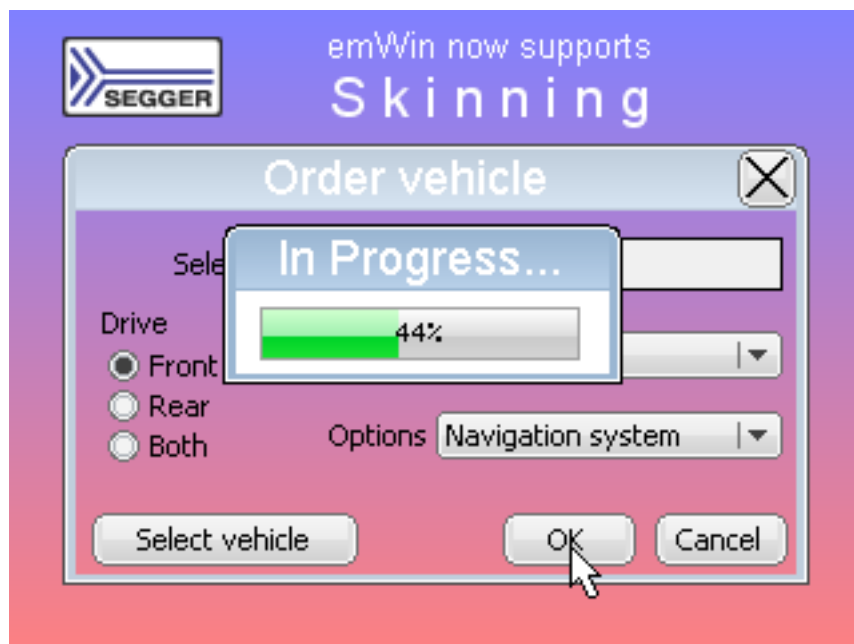 SEGGER
emWin now supports
Skinning
Order vehicle
In Progress...
44%
Drive
Front
Rear
Both
Options Navigation system
Select vehicle
OK
Cancel